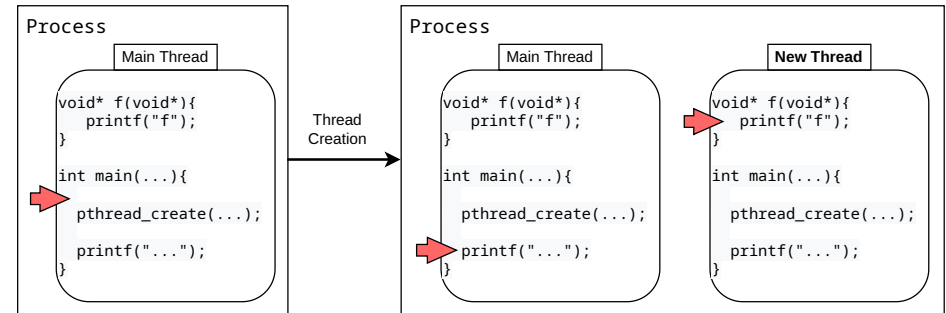 Process
Main Thread
void* f(void*){
printf("f");
}
int main(...){
pthread_create(...);
printf("...");
}
Thread
Creation
Process
Main Thread
void* f(void*){
printf("f");
}
int main(...){
pthread_create(...);
printf("...");
}
New Thread
void* f(void*){
printf("f");
}
int main(...){
pthread_create(...);
printf("...");
}